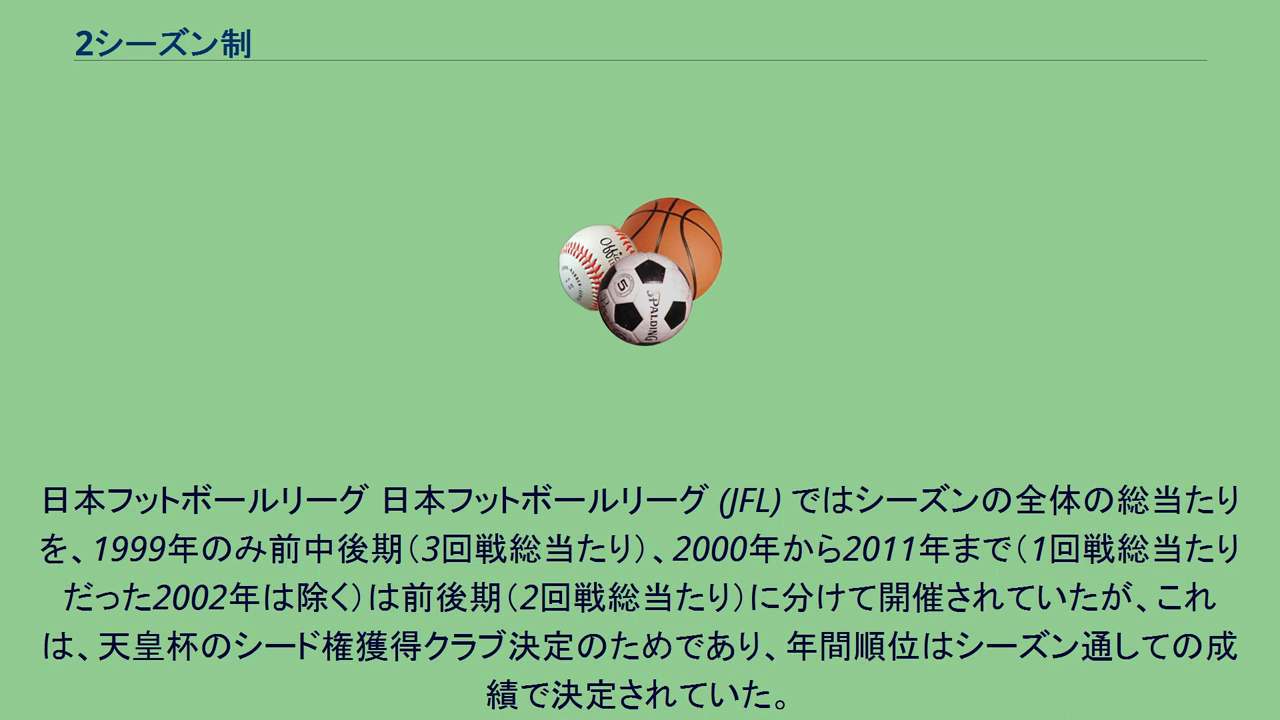 2シーズン制
Offic
5
SPALDING
日本フットボールリーグ 日本フットボールリーグ (JFL) ではシーズンの全体の総当たり
を、1999年のみ前中後期（3回戦総当たり）、2000年から2011年まで（1回戦総当たり
だった2002年は除く）は前後期（2回戦総当たり）に分けて開催されていたが、これ
は、天皇杯のシード権獲得クラブ決定のためであり、年間順位はシーズン通しての成
績で決定されていた。